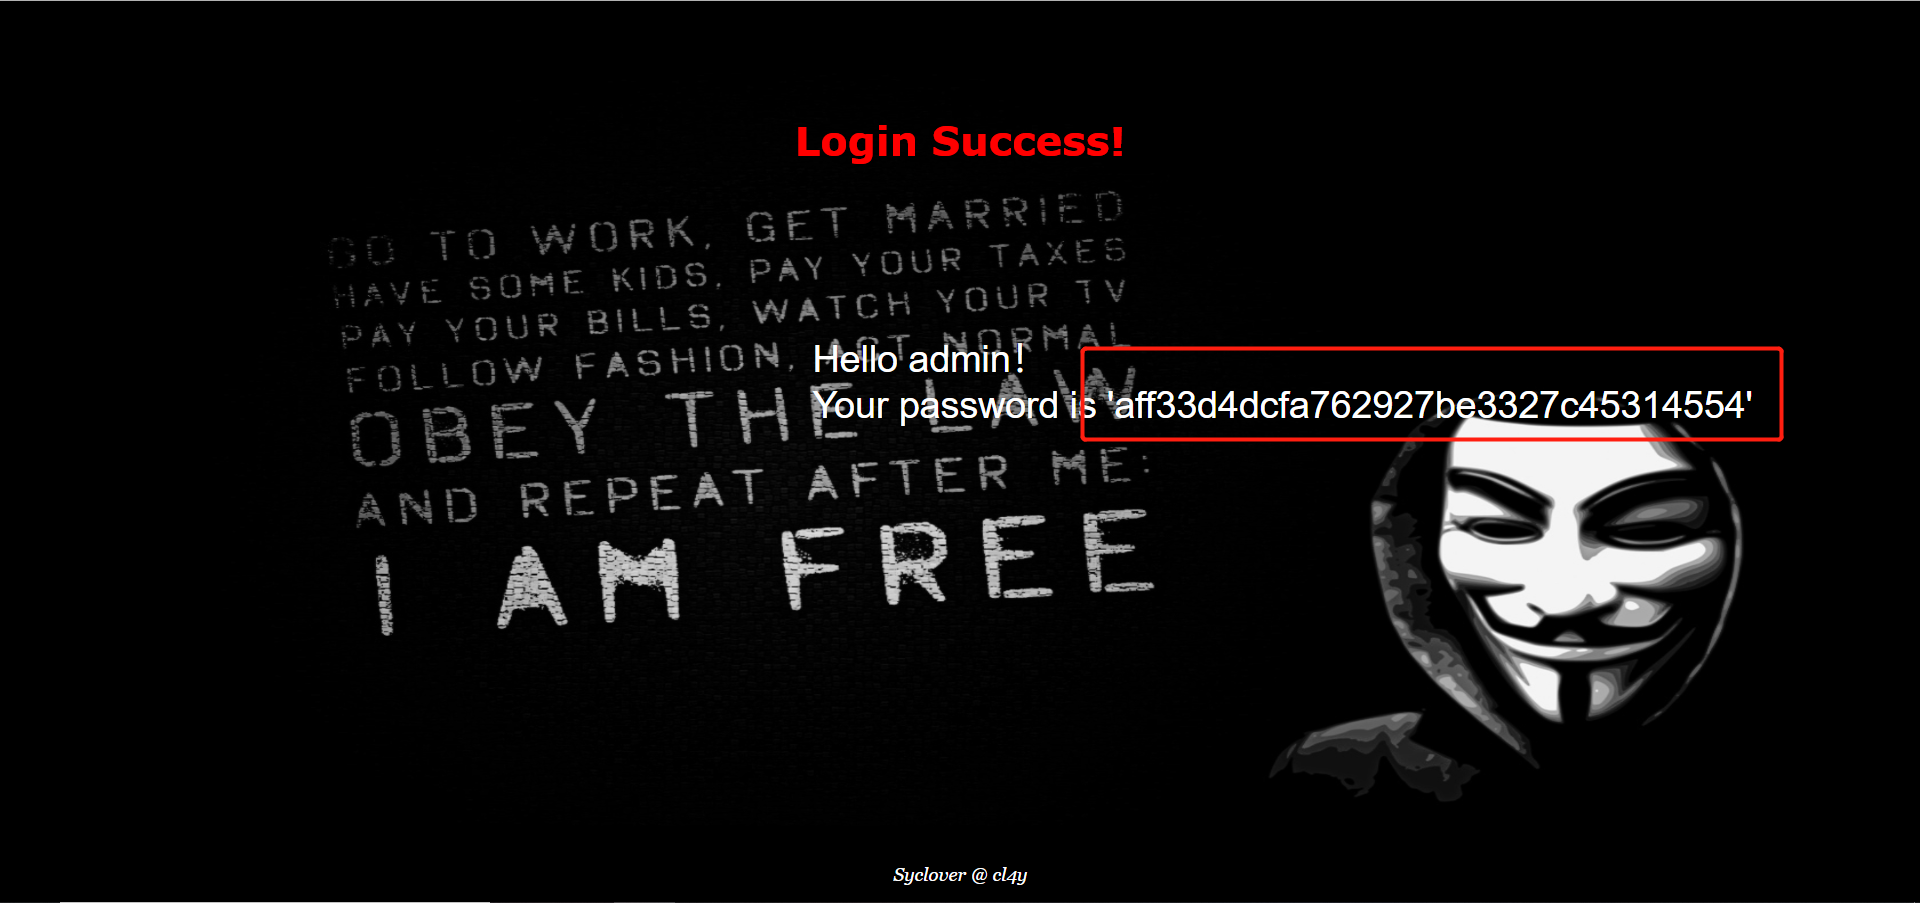 Login Success!
GO TO WORK, GET MARRIED
HAVE SOME KIDS, PAY YOUR TAXES
PAY YOUR BILLS, WATCH YOUR TV
FOLLOW FASHION, ACT NORMAL
OBEY THE LAW
AND REPEAT AFTER ME:
I AM FREE
Hello admin！
Your password is 'aff33d4dcfa762927be3327c45314554'
Syclover @ cl4y